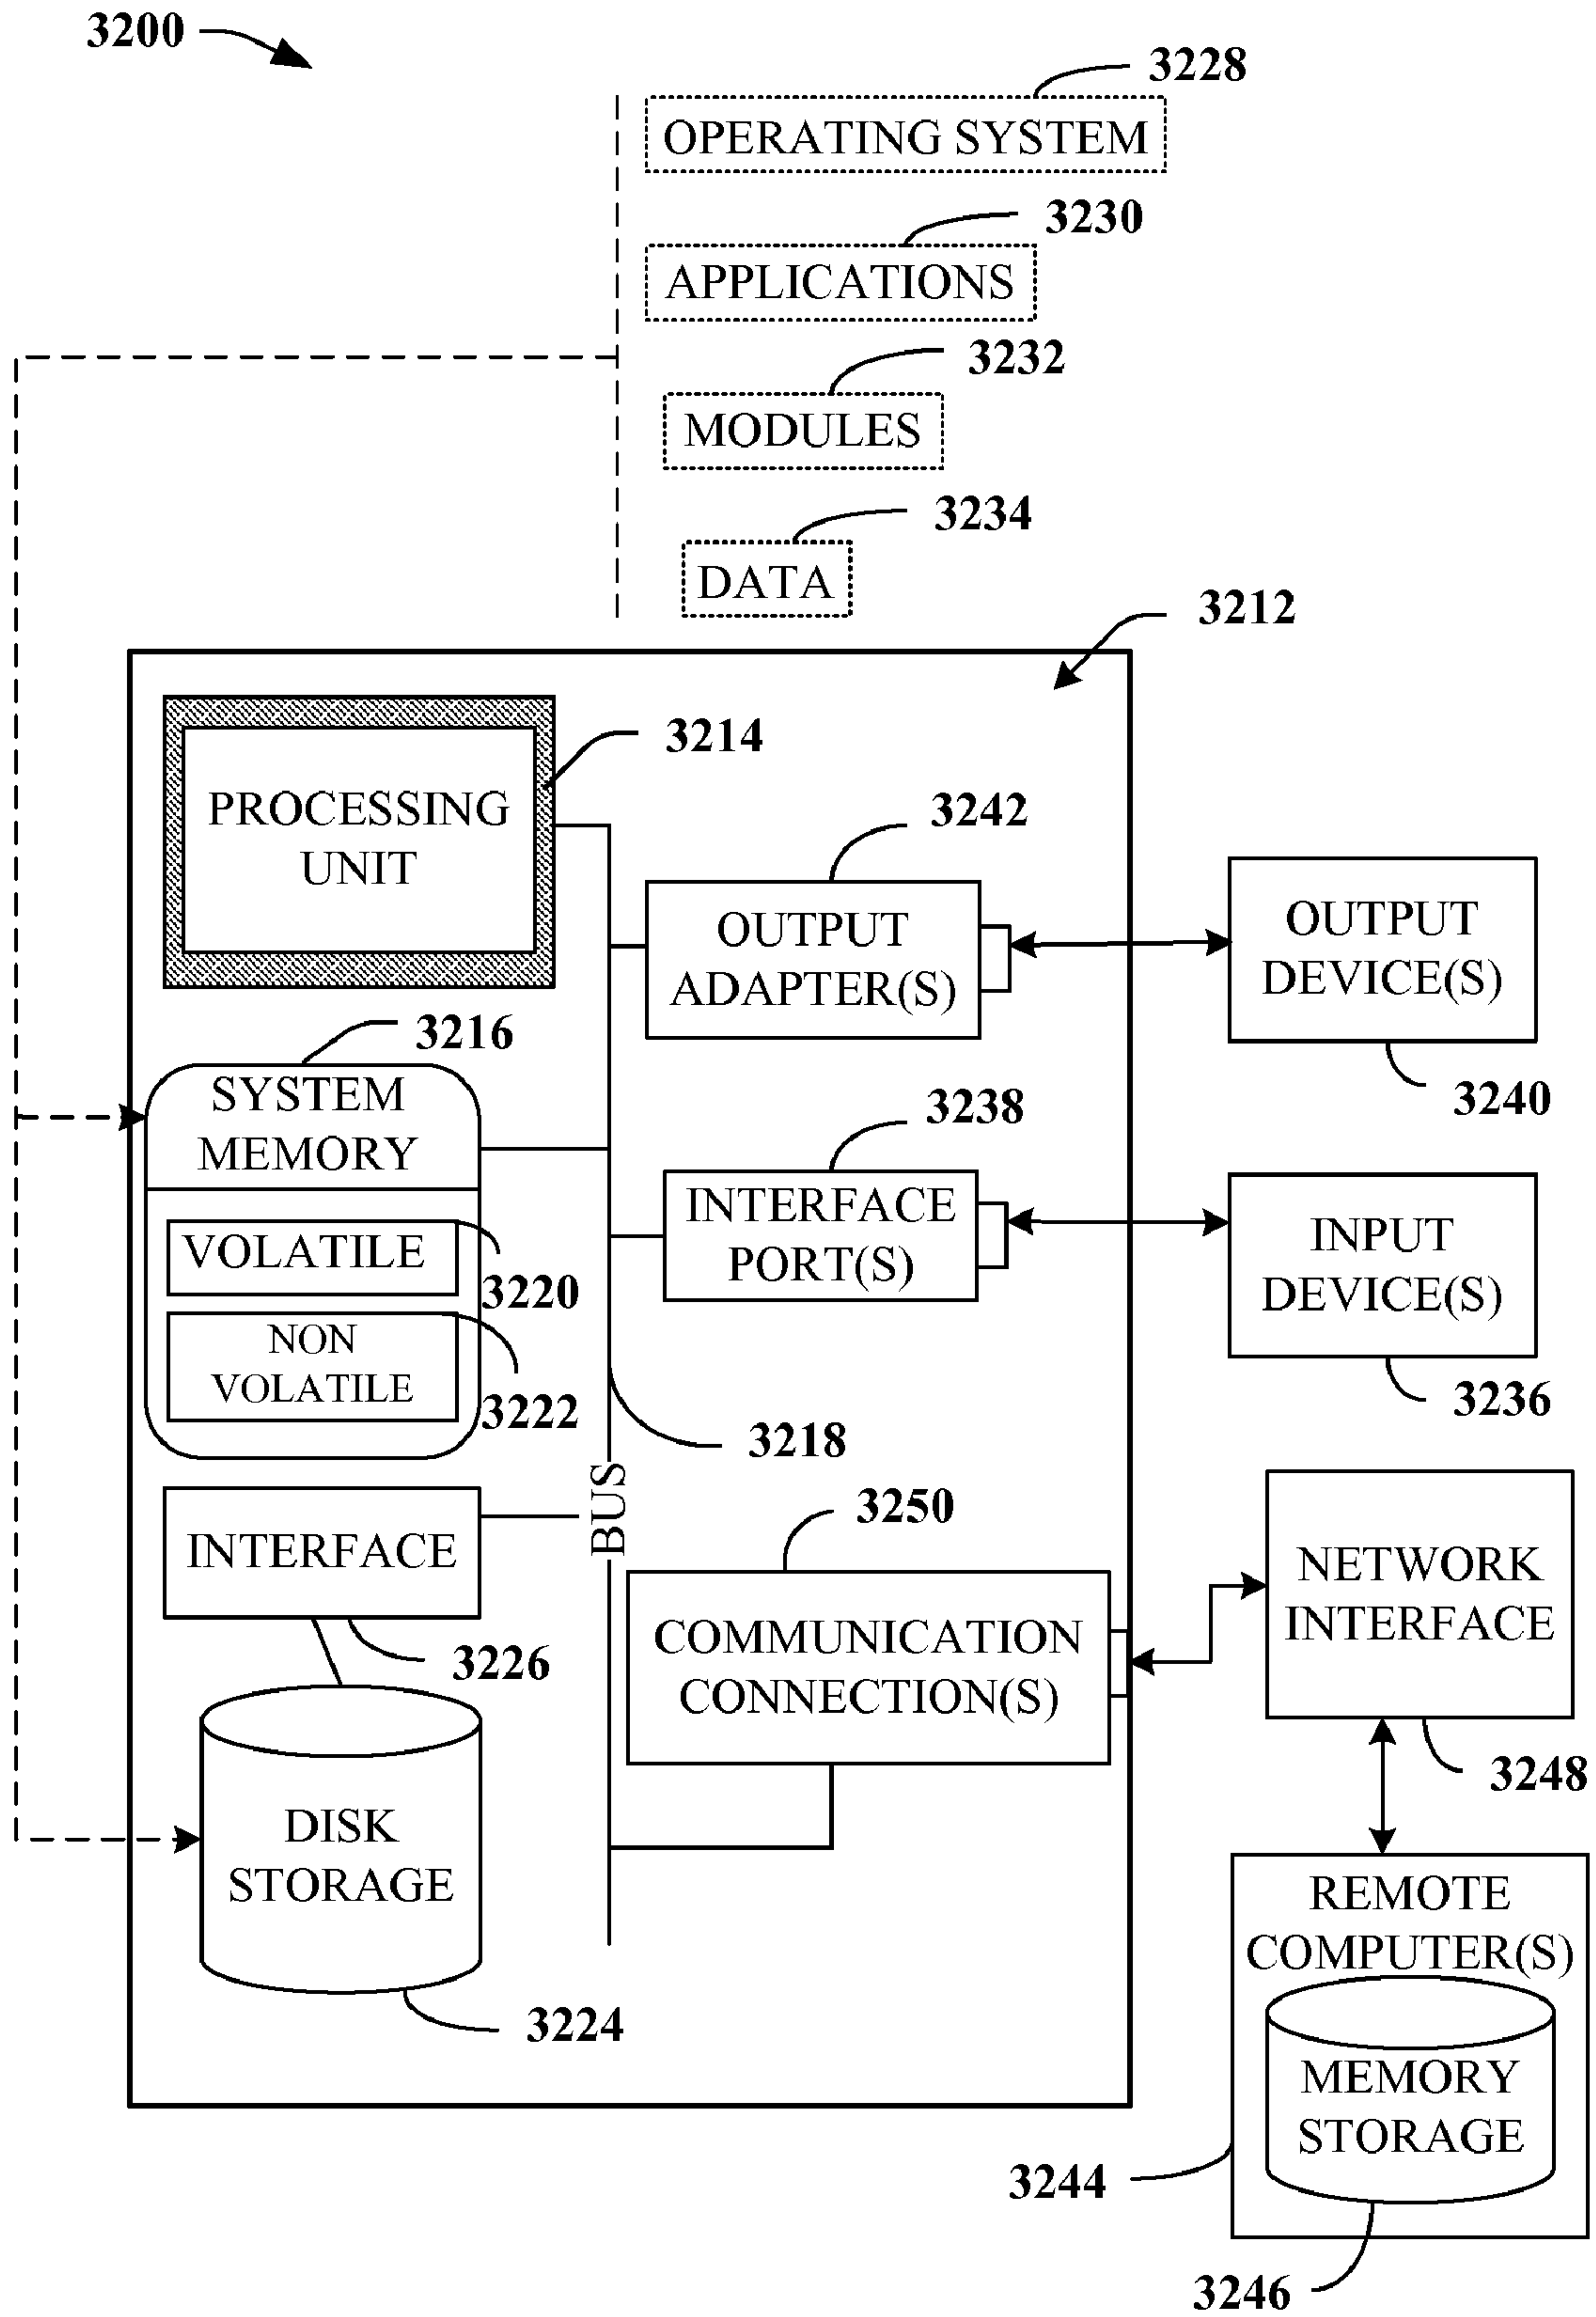 3200
3228
OPERATING SYSTEM
3230
APPLICATIONS
3232
MODULES
3234
DATA
3212
3214
PROCESSING
UNIT
3242
OUTPUT
ADAPTER(S)
OUTPUT
DEVICE(S)
3240
3216
SYSTEM
MEMORY
3238
INTERFACE
PORT(S)
INPUT
DEVICE(S)
3236
VOLATILE
3220
NON
VOLATILE
3222
3218
BUS
3250
INTERFACE
3226
COMMUNICATION
CONNECTION(S)
NETWORK
INTERFACE
3248
DISK
STORAGE
3224
REMOTE
COMPUTER(S)
MEMORY
STORAGE
3244
3246